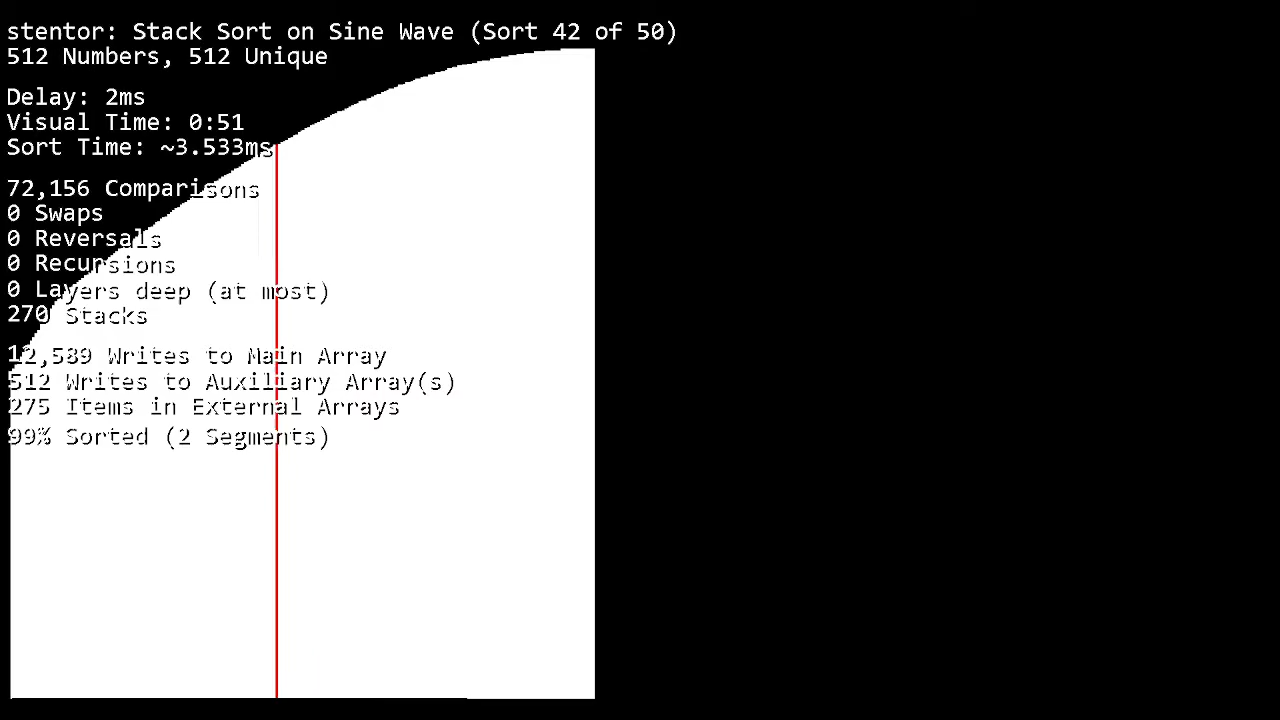 stentor: Stack Sort on Sine Wave (Sort 42 of 50)
512 Numbers, 512 Unique
Delay: 2ms
Visual Time: 0:51
Sort Time: ~3.533ms
72,156 Comparisons
0 Swaps
0 Reversals
0 Recursions
0 Layers deep (at most)
270 Stacks
12,589 Writes to Main Array
512 Writes to Auxiliary Array(s)
275 Items in External Arrays
99% Sorted (2 Segments)